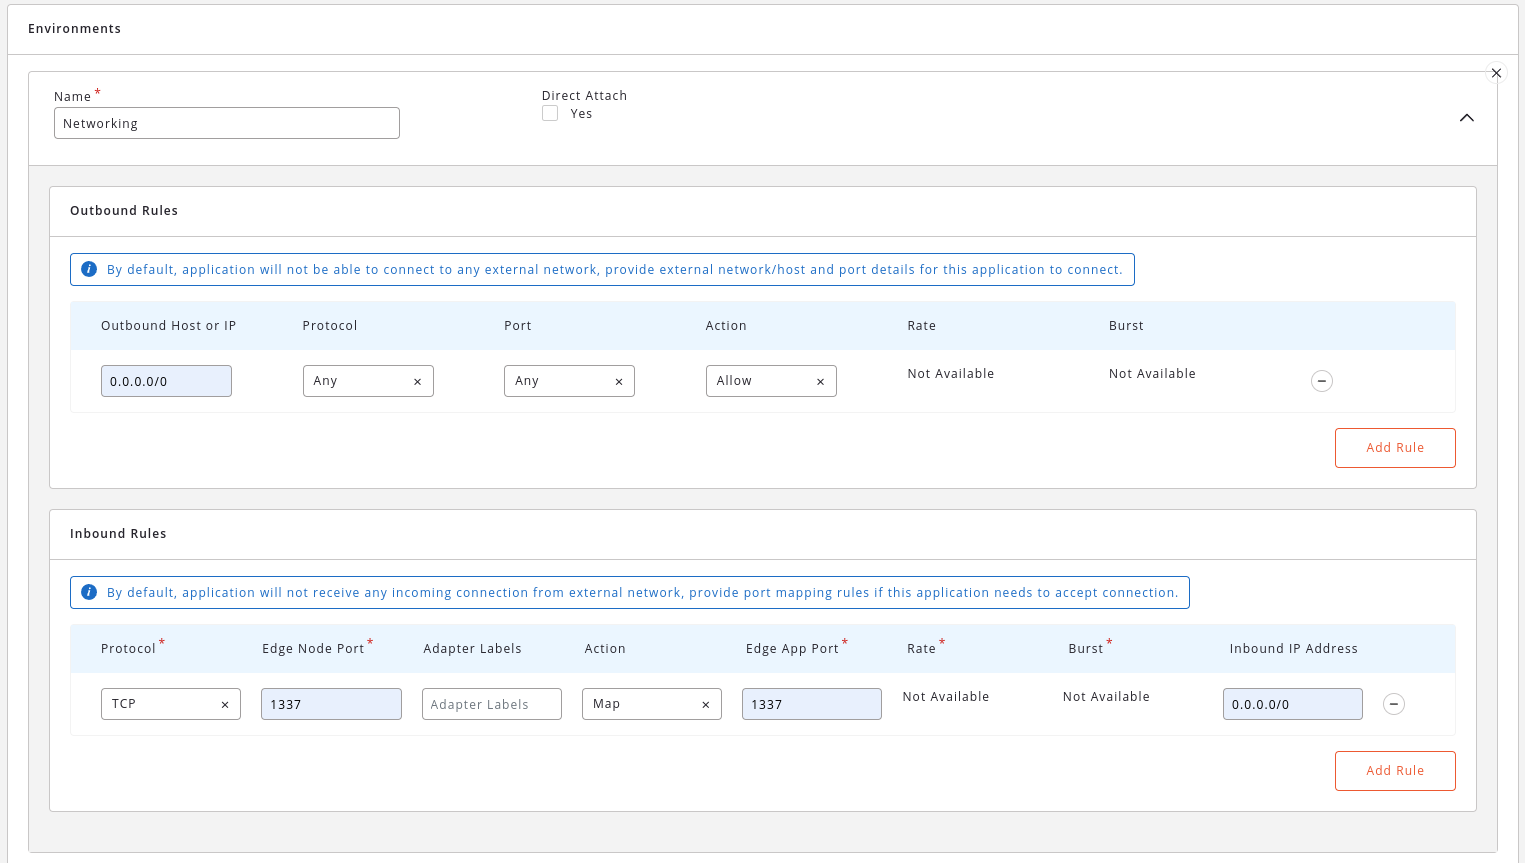 Environments
Name *
Direct Attach
Networking
Yes
Outbound Rules
By default, application will not be able to connect to any external network, provide external network/host and port details for this application to connect.
Outbound Host or IP Protocol Port Action Rate Burst
0.0.0.0/0 Any × Any × Allow × Not Available Not Available
Add Rule
Inbound Rules
By default, application will not receive any incoming connection from external network, provide port mapping rules if this application needs to accept connection.
Protocol * Edge Node Port * Adapter Labels Action Edge App Port * Rate * Burst * Inbound IP Address
TCP × 1337 Adapter Labels Map × 1337 Not Available Not Available 0.0.0.0/0
Add Rule